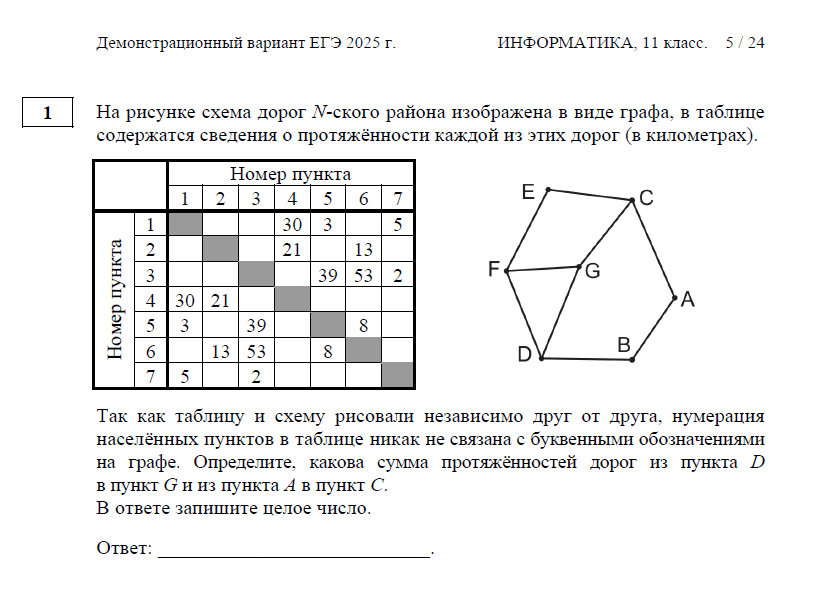 Демонстрационный вариант ЕГЭ 2025 г. ИНФОРМАТИКА, 11 класс. 5 / 24
1
На рисунке схема дорог N-ского района изображена в виде графа, в таблице
содержатся сведения о протяжённости каждой из этих дорог (в километрах).
Номер пункта
1 2 3 4 5 6 7
Номер пункта
1 30 3 5
2 21 13
3 39 53 2
4 30 21
5 3 39 8
6 13 53 8
7 5 2
E
C
F
G
A
D
B
Так как таблицу и схему рисовали независимо друг от друга, нумерация
населённых пунктов в таблице никак не связана с буквенными обозначениями
на графе. Определите, какова сумма протяжённостей дорог из пункта D
в пункт G и из пункта A в пункт C.
В ответе запишите целое число.
Ответ: ____________________________.